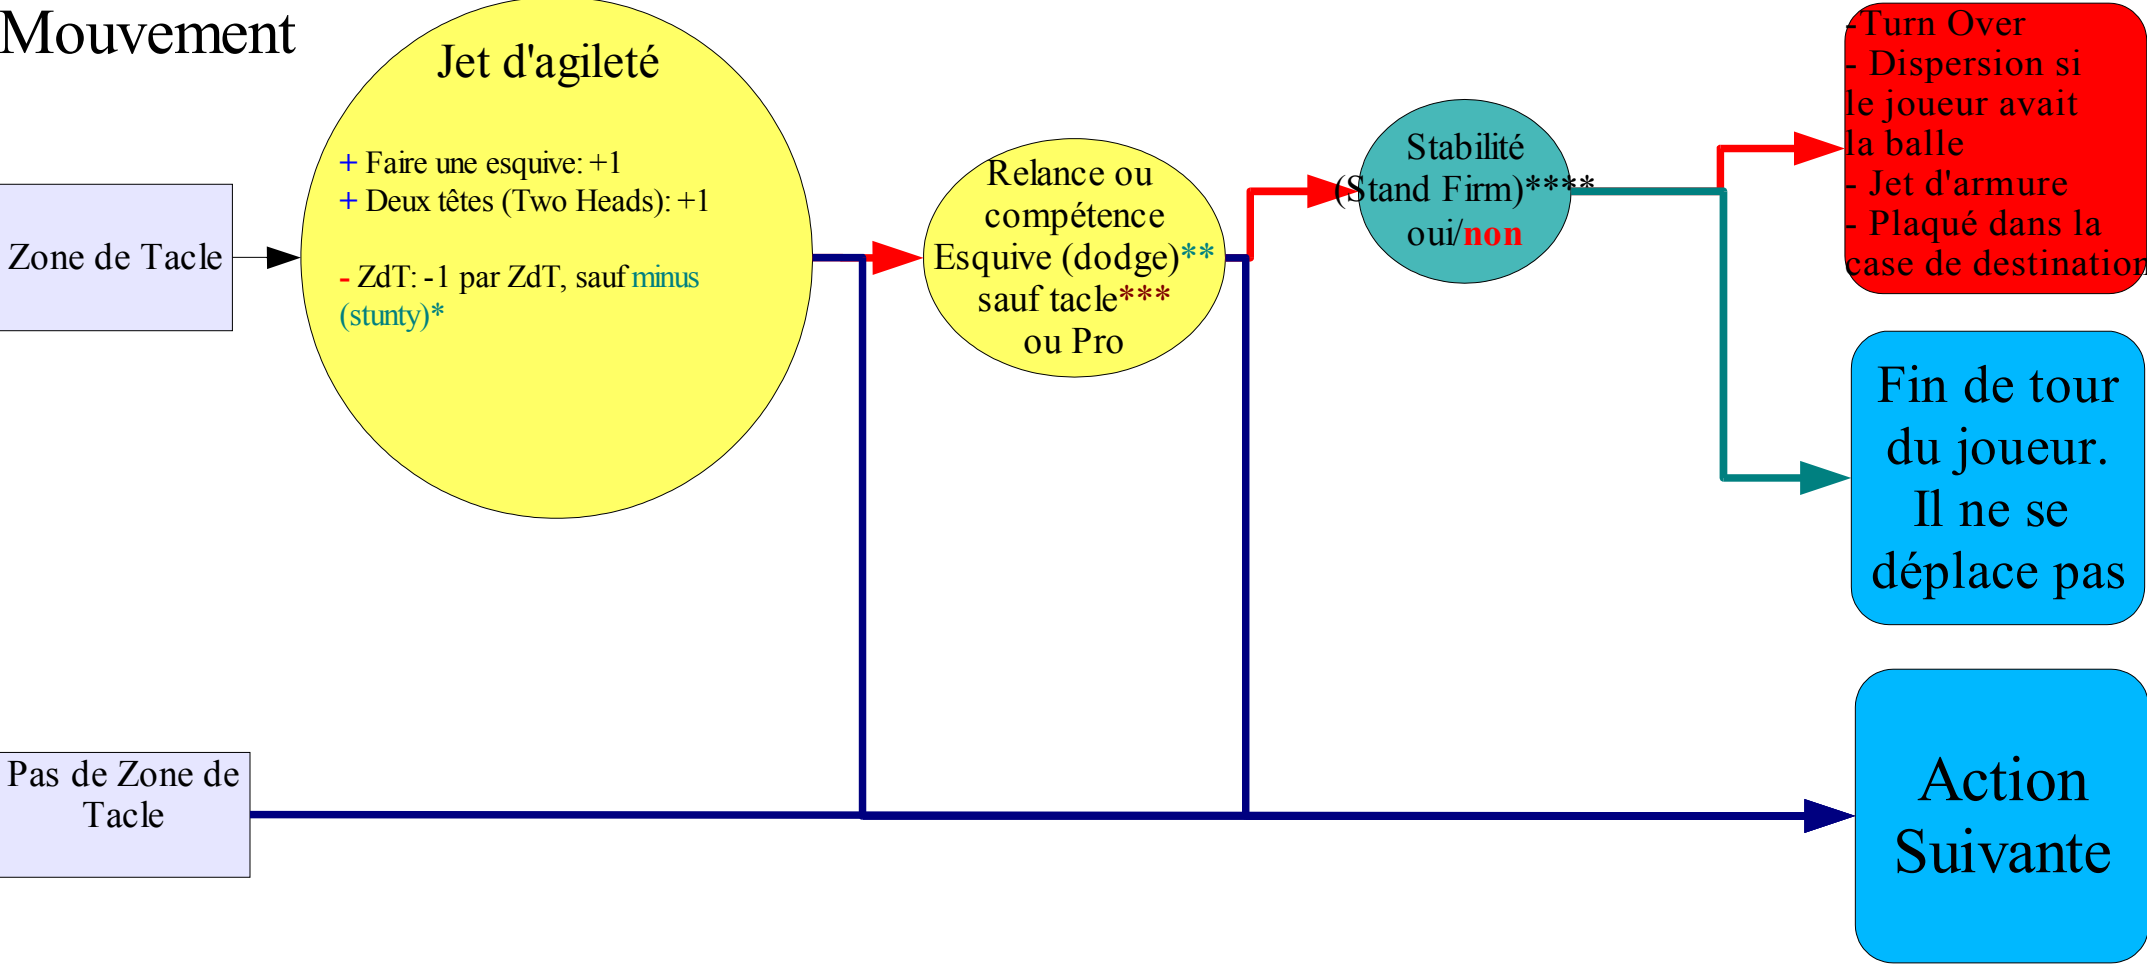 Mouvement
Jet d'agileté
+ Faire une esquive: +1
+ Deux têtes (Two Heads): +1
- ZdT: -1 par ZdT, sauf minus
(stunty)*
Zone de Tacle
Relance ou
compétence
Esquive (dodge)**
sauf tacle***
ou Pro
Stabilité
(Stand Firm)****
oui/non
-Turn Over
- Dispersion si
le joueur avait
la balle
- Jet d'armure
- Plaqué dans la
case de destination
Fin de tour
du joueur.
Il ne se
déplace pas
Pas de Zone de
Tacle
Action
Suivante